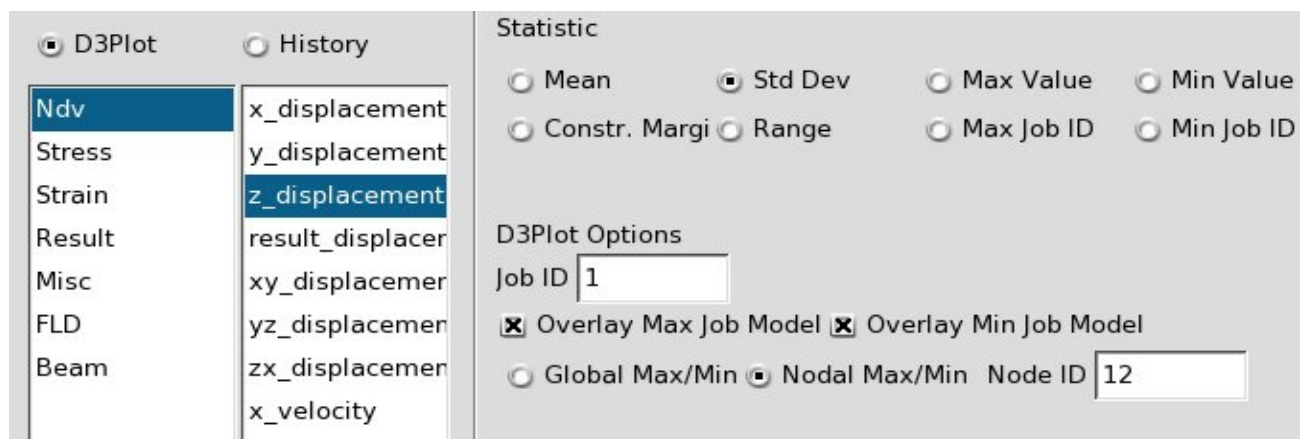 D3Plot History
Ndv
Stress
Strain
Result
Misc
FLD
Beam
x_displacement
y_displacement
z_displacement
result_displacer
xy_displacemer
yz_displacemen
zx_displacemen
x_velocity
Statistic
Mean Std Dev Max Value Min Value
Constr. Margi Range Max Job ID Min Job ID
D3Plot Options
Job ID 1
Overlay Max Job Model Overlay Min Job Model
Global Max/Min Nodal Max/Min Node ID 12